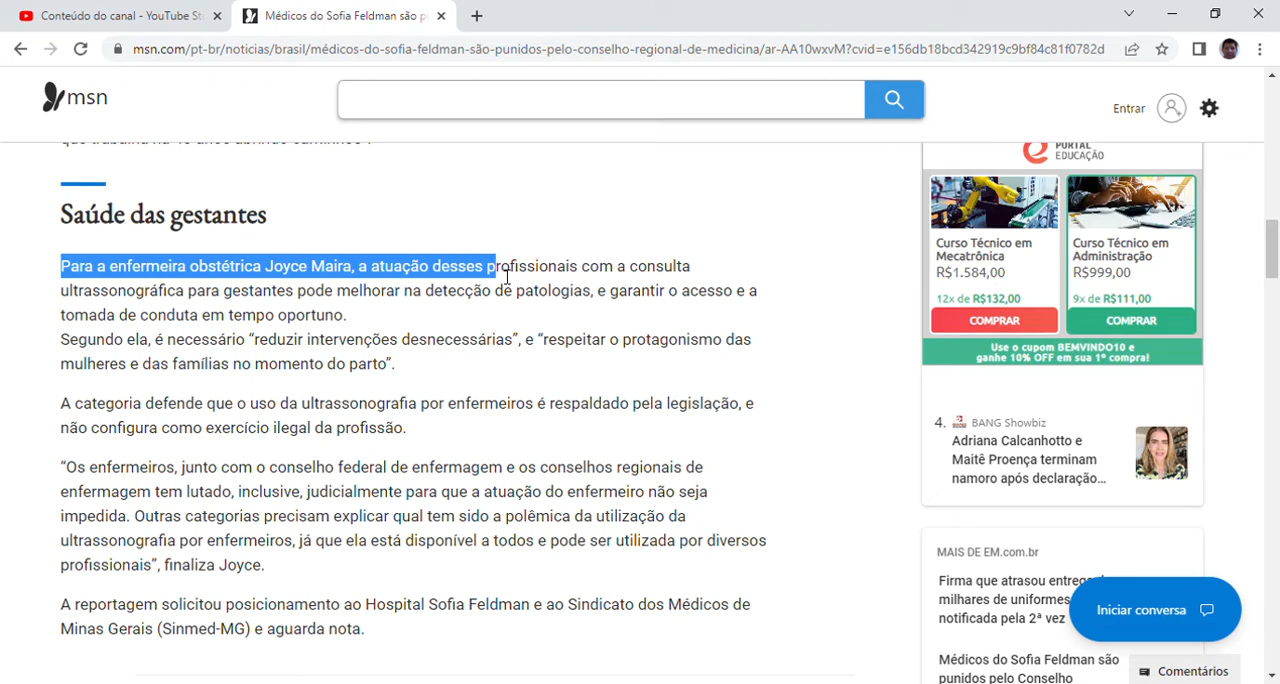 Conteúdo do canal - YouTube St
Médicos do Sofia Feldman são p
msn.com/pt-br/noticias/brasil/médicos-do-sofia-feldman-são-punidos-pelo-conselho-regional-de-medicina/ar-AA10wxvM?cvid=e156db18bcd342919c9bf84c81f0782d
msn
Entrar
que trabalha há 40 anos abrindo caminhos".
Saúde das gestantes
Para a enfermeira obstétrica Joyce Maira, a atuação desses profissionais com a consulta
ultrassonográfica para gestantes pode melhorar na detecção de patologias, e garantir o acesso e a
tomada de conduta em tempo oportuno.
Segundo ela, é necessário “reduzir intervenções desnecessárias”, e “respeitar o protagonismo das
mulheres e das famílias no momento do parto”.
A categoria defende que o uso da ultrassonografia por enfermeiros é respaldado pela legislação, e
não configura como exercício ilegal da profissão.
“Os enfermeiros, junto com o conselho federal de enfermagem e os conselhos regionais de
enfermagem tem lutado, inclusive, judicialmente para que a atuação do enfermeiro não seja
impedida. Outras categorias precisam explicar qual tem sido a polêmica da utilização da
ultrassonografia por enfermeiros, já que ela está disponível a todos e pode ser utilizada por diversos
profissionais”, finaliza Joyce.
A reportagem solicitou posicionamento ao Hospital Sofia Feldman e ao Sindicato dos Médicos de
Minas Gerais (Sinmed-MG) e aguarda nota.
PORTAL
EDUCAÇÃO
Curso Técnico em
Mecatrônica
R$1.584,00
12x de R$132,00
COMPRAR
Curso Técnico em
Administração
R$999,00
9x de R$111,00
COMPRAR
Use o cupom BEMVINDO10 e
ganhe 10% OFF em sua 1º compra!
4. BANG Showbiz
Adriana Calcanhotto e
Maitê Proença terminam
namoro após declaração...
MAIS DE EM.com.br
Firma que atrasou entrega
milhares de uniformes
notificada pela 2ª vez
Iniciar conversa
Médicos do Sofia Feldman são
punidos pelo Conselho
Comentários